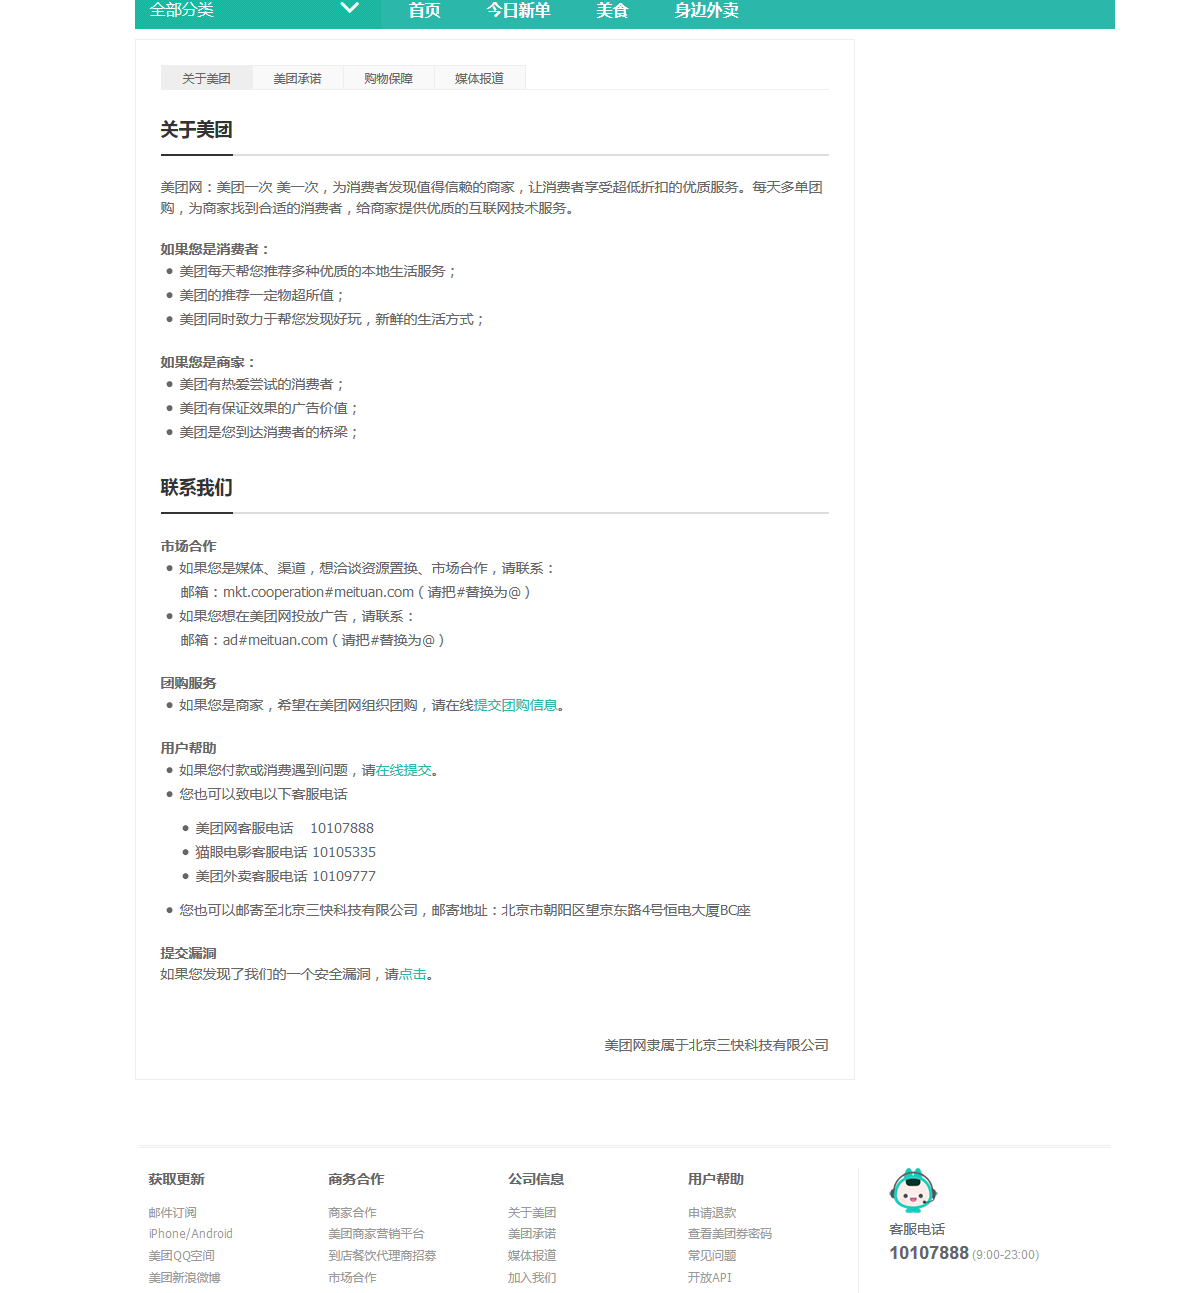 全部分类 首页 今日新单 美食 身边外卖
关于美团 美团承诺 购物保障 媒体报道
关于美团
美团网：美团一次 美一次，为消费者发现值得信赖的商家，让消费者享受超低折扣的优质服务。每天多单团
购，为商家找到合适的消费者，给商家提供优质的互联网技术服务。
如果您是消费者：
美团每天帮您推荐多种优质的本地生活服务；
美团的推荐一定物超所值；
美团同时致力于帮您发现好玩，新鲜的生活方式；
如果您是商家：
美团有热爱尝试的消费者；
美团有保证效果的广告价值；
美团是您到达消费者的桥梁；
联系我们
市场合作
如果您是媒体、渠道，想洽谈资源置换、市场合作，请联系：
邮箱：mkt.cooperation#meituan.com（请把#替换为@）
如果您想在美团网投放广告，请联系：
邮箱：ad#meituan.com（请把#替换为@）
团购服务
如果您是商家，希望在美团网组织团购，请在线提交团购信息。
用户帮助
如果您付款或消费遇到问题，请在线提交。
您也可以致电以下客服电话
美团网客服电话 10107888
猫眼电影客服电话 10105335
美团外卖客服电话 10109777
您也可以邮寄至北京三快科技有限公司，邮寄地址：北京市朝阳区望京东路4号恒电大厦BC座
提交漏洞
如果您发现了我们的一个安全漏洞，请点击。
美团网隶属于北京三快科技有限公司
获取更新 商务合作 公司信息 用户帮助
邮件订阅 商家合作 关于美团 申请退款
iPhone/Android 美团商家营销平台 美团承诺 查看美团券密码
美团QQ空间 到店餐饮代理商招募 媒体报道 常见问题
美团新浪微博 市场合作 加入我们 开放API
客服电话
10107888 (9:00-23:00)